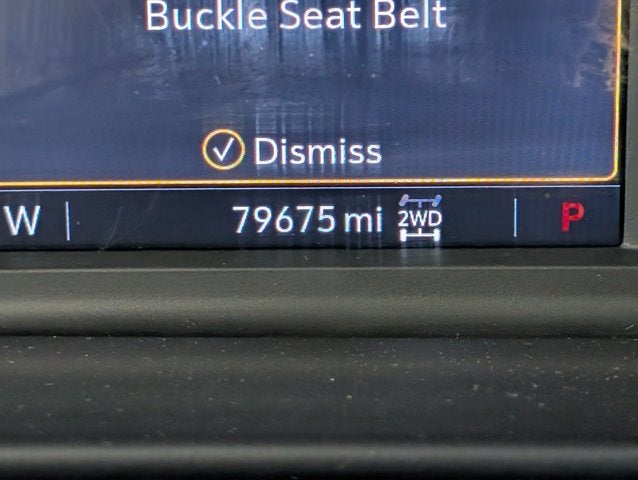 Buckle Seat Belt
Dismiss
W 79675 mi 2WD P